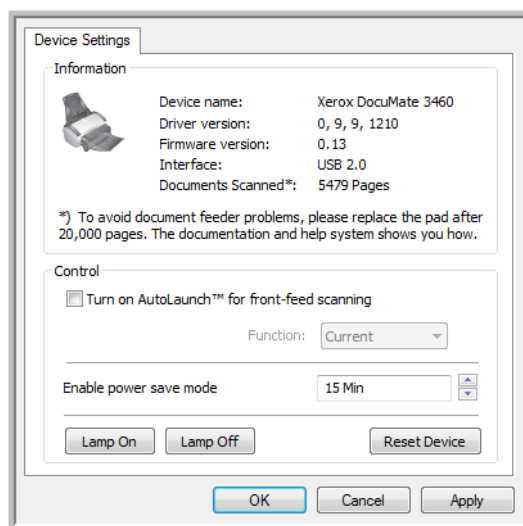 Device Settings
Information
Device name: Xerox DocuMate 3460
Driver version: 0, 9, 9, 1210
Firmware version: 0.13
Interface: USB 2.0
Documents Scanned*: 5479 Pages
*) To avoid document feeder problems, please replace the pad after
20,000 pages. The documentation and help system shows you how.
Control
Turn on AutoLaunch™ for front-feed scanning
Function: Current
Enable power save mode 15 Min
Lamp On Lamp Off Reset Device
OK Cancel Apply